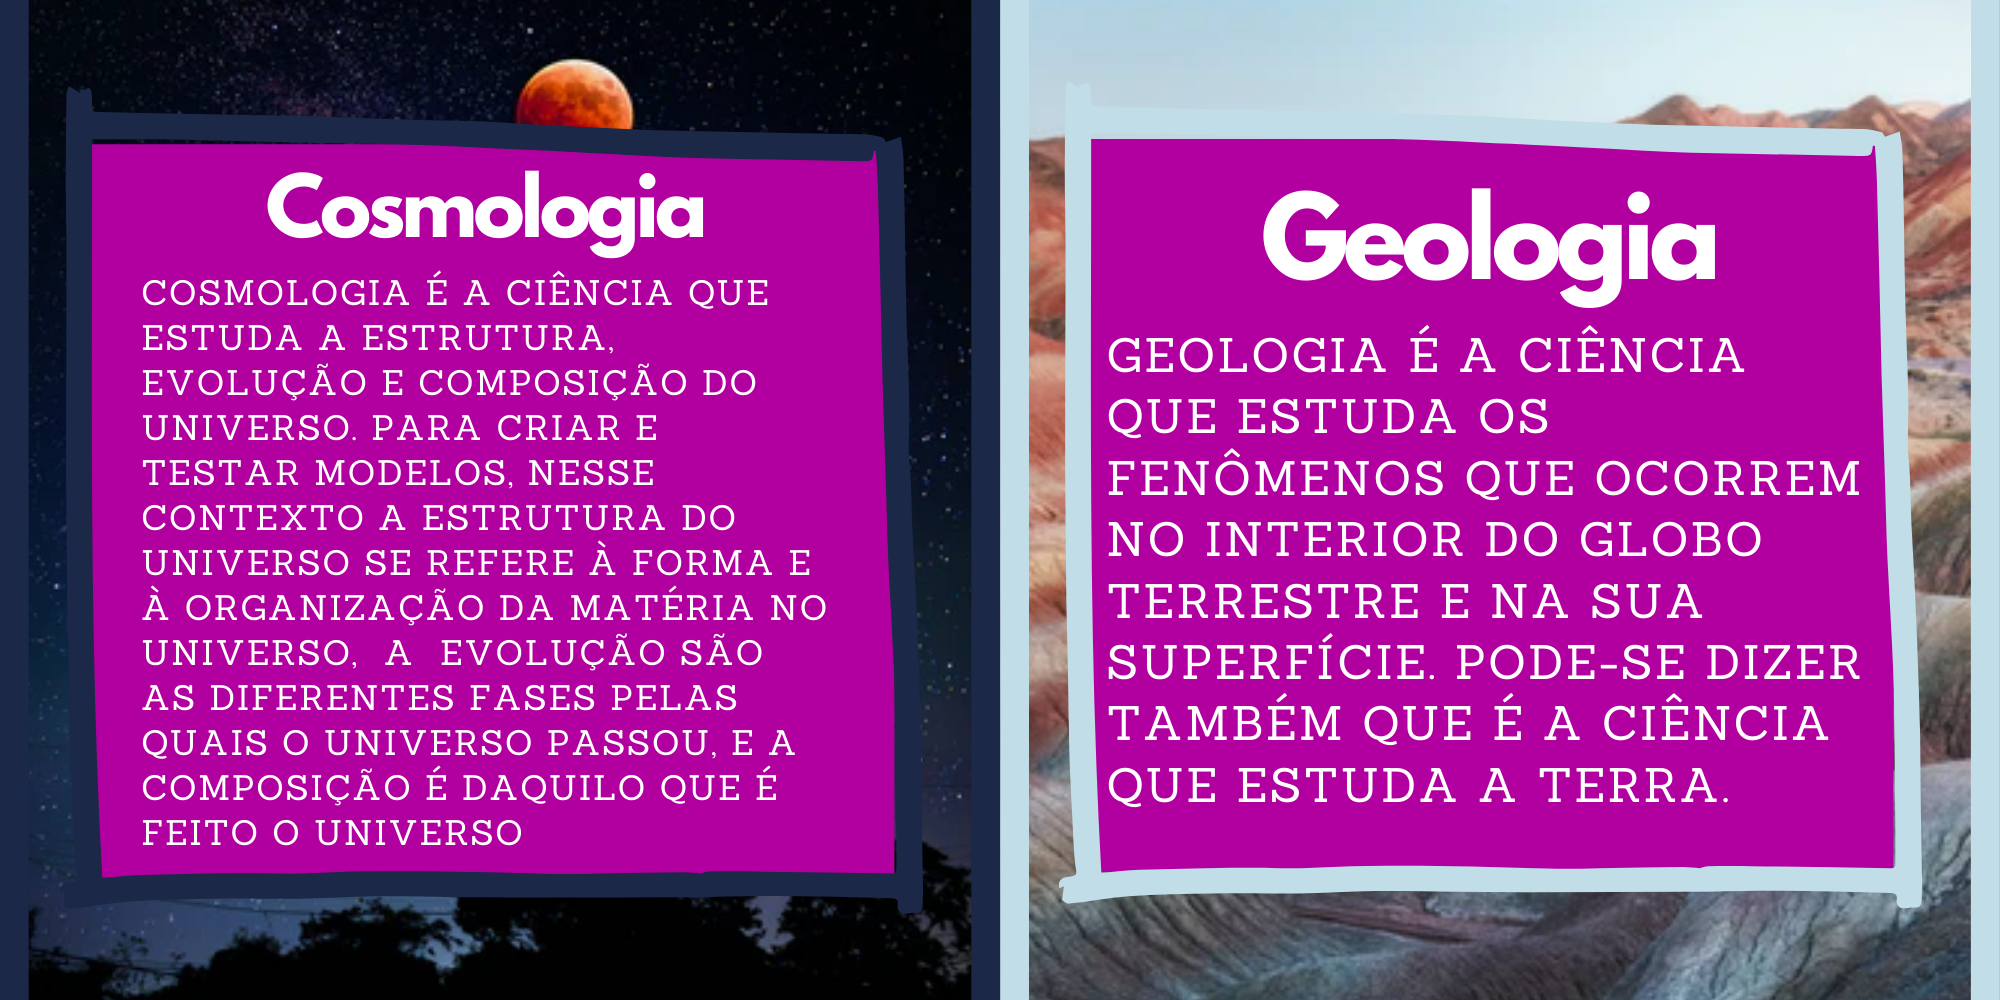 Cosmologia
COSMOLOGIA É A CIÊNCIA QUE
ESTUDA A ESTRUTURA,
EVOLUÇÃO E COMPOSIÇÃO DO
UNIVERSO. PARA CRIAR E
TESTAR MODELOS, NESSE
CONTEXTO A ESTRUTURA DO
UNIVERSO SE REFERE À FORMA E
À ORGANIZAÇÃO DA MATÉRIA NO
UNIVERSO, A EVOLUÇÃO SÃO
AS DIFERENTES FASES PELAS
QUAIS O UNIVERSO PASSOU, E A
COMPOSIÇÃO É DAQUILO QUE É
FEITO O UNIVERSO
Geologia
GEOLOGIA É A CIÊNCIA
QUE ESTUDA OS
FENÔMENOS QUE OCORREM
NO INTERIOR DO GLOBO
TERRESTRE E NA SUA
SUPERFÍCIE. PODE-SE DIZER
TAMBÉM QUE É A CIÊNCIA
QUE ESTUDA A TERRA.